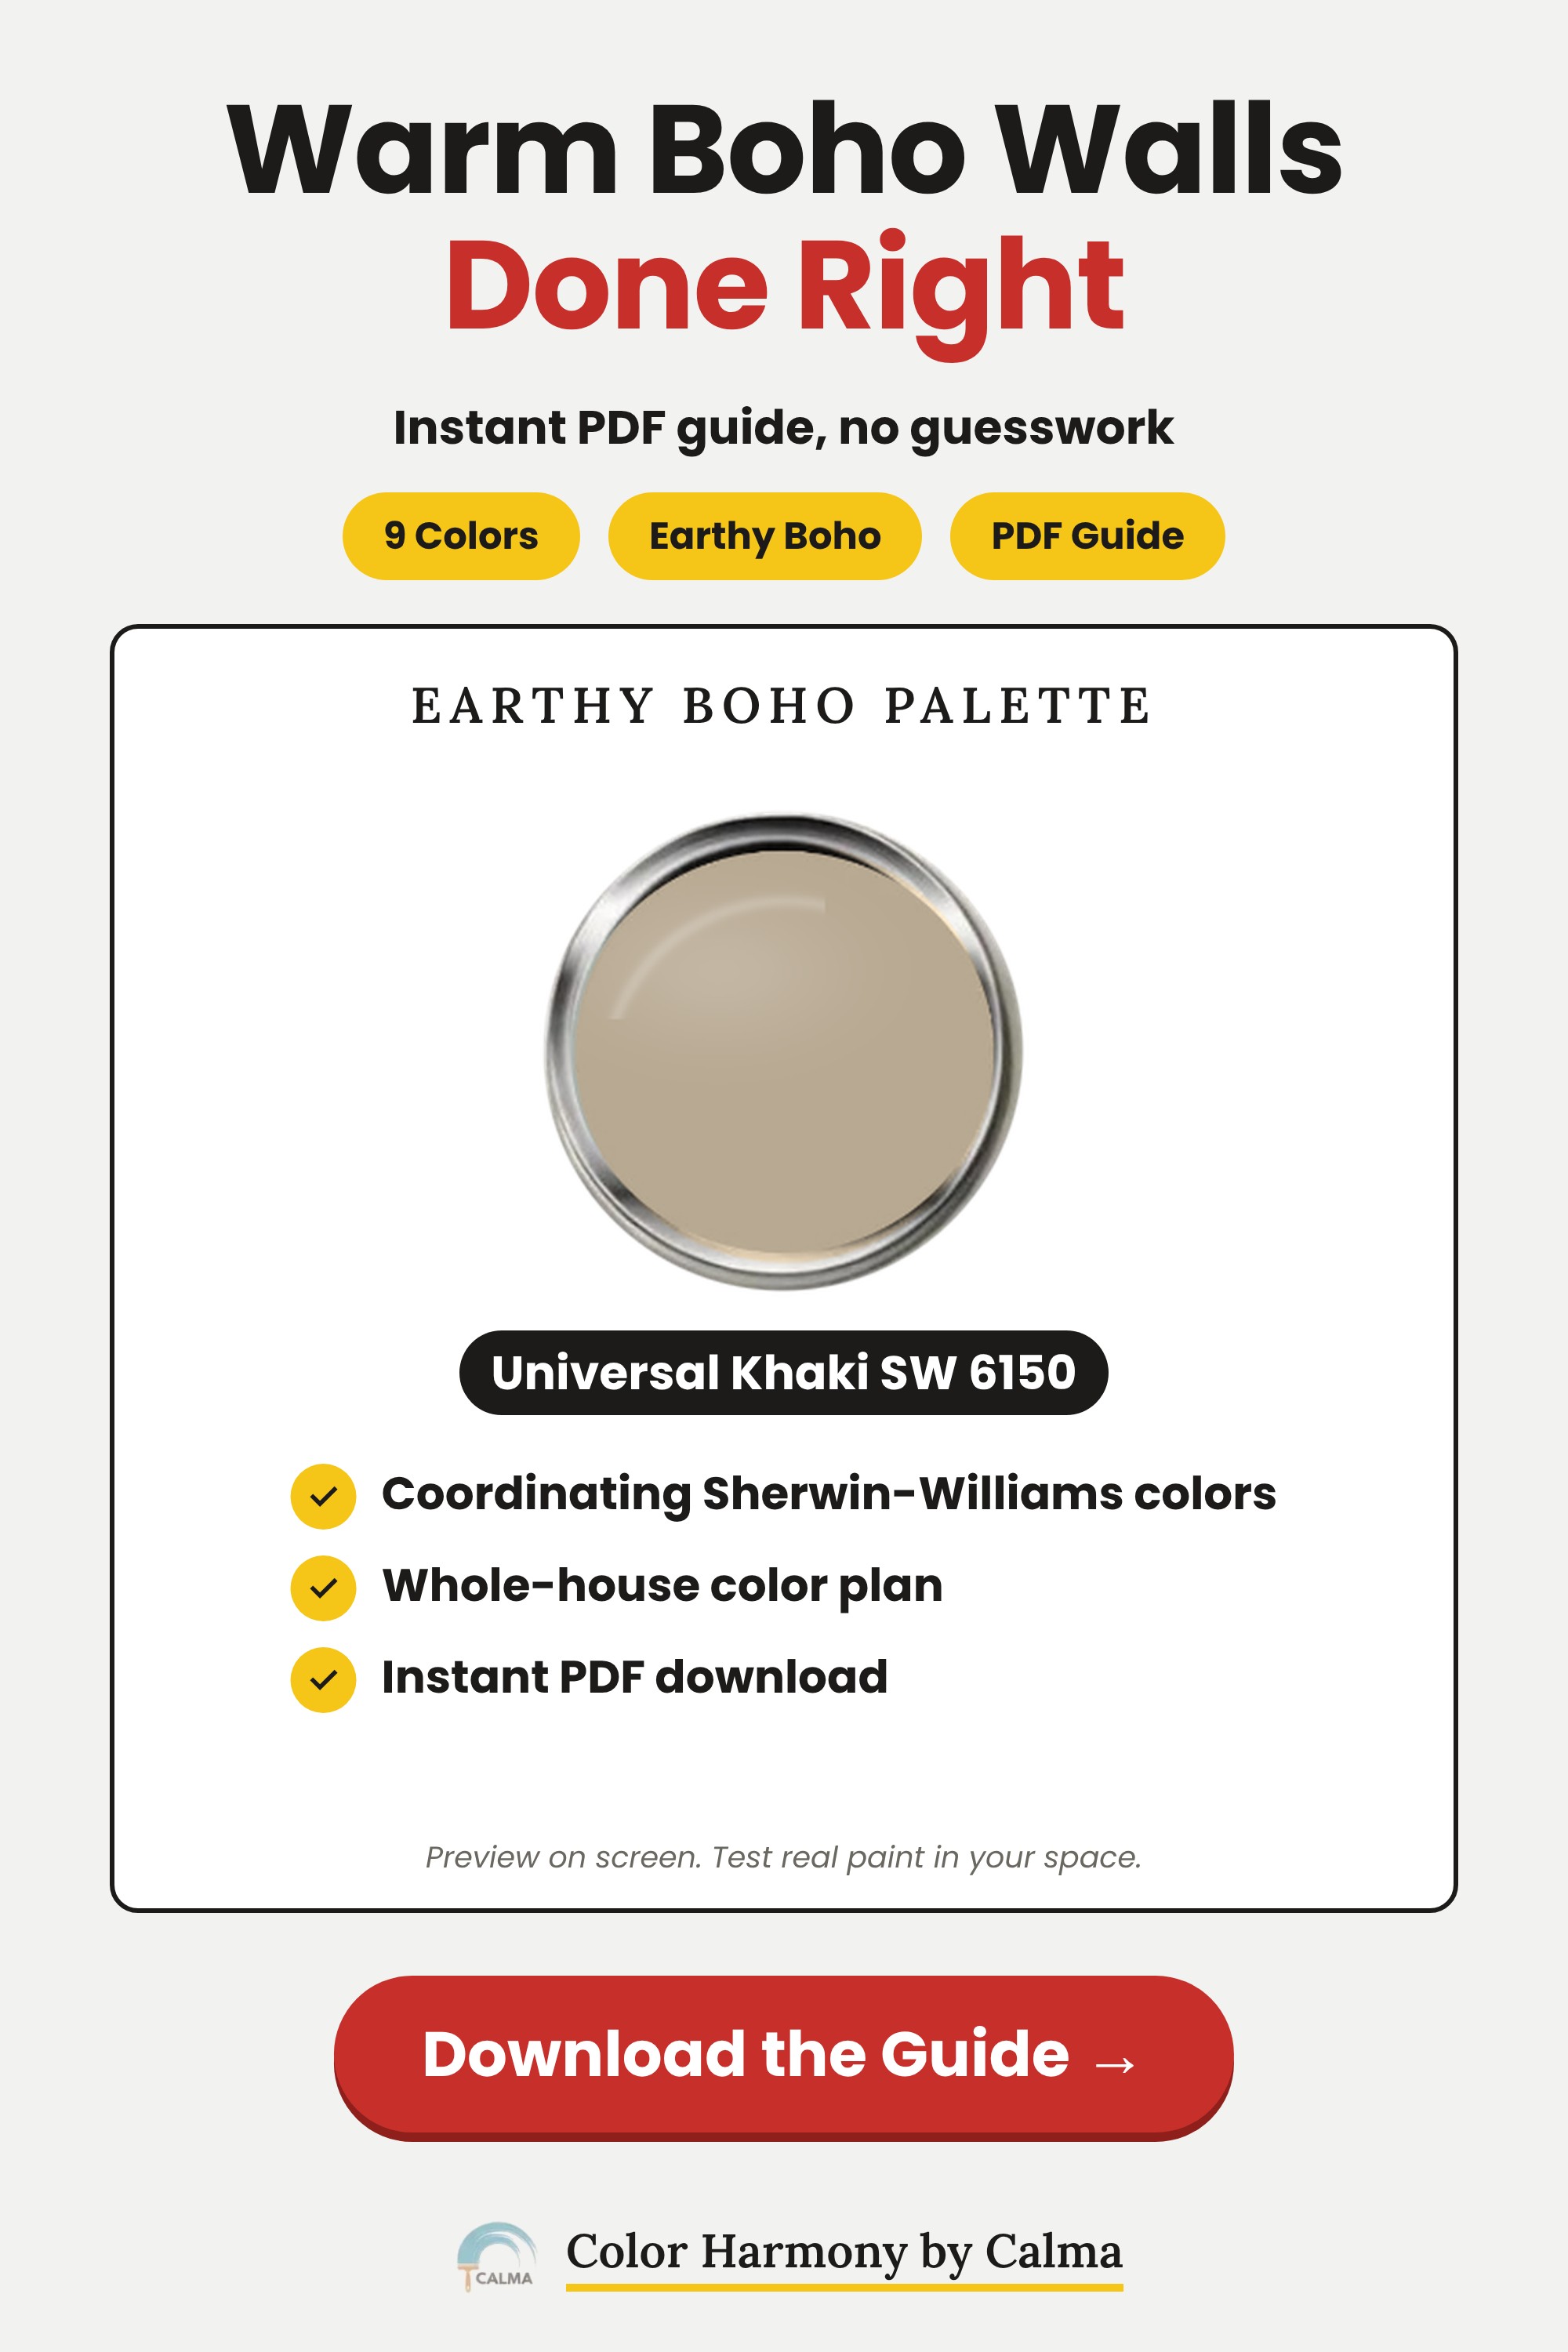 Warm Boho Walls
Done Right
Instant PDF guide, no guesswork
9 Colors
Earthy Boho
PDF Guide
EARTHY BOHO PALETTE
Universal Khaki SW 6150
Coordinating Sherwin-Williams colors
Whole-house color plan
Instant PDF download
Preview on screen. Test real paint in your space.
Download the Guide →
CALMA
Color Harmony by Calma